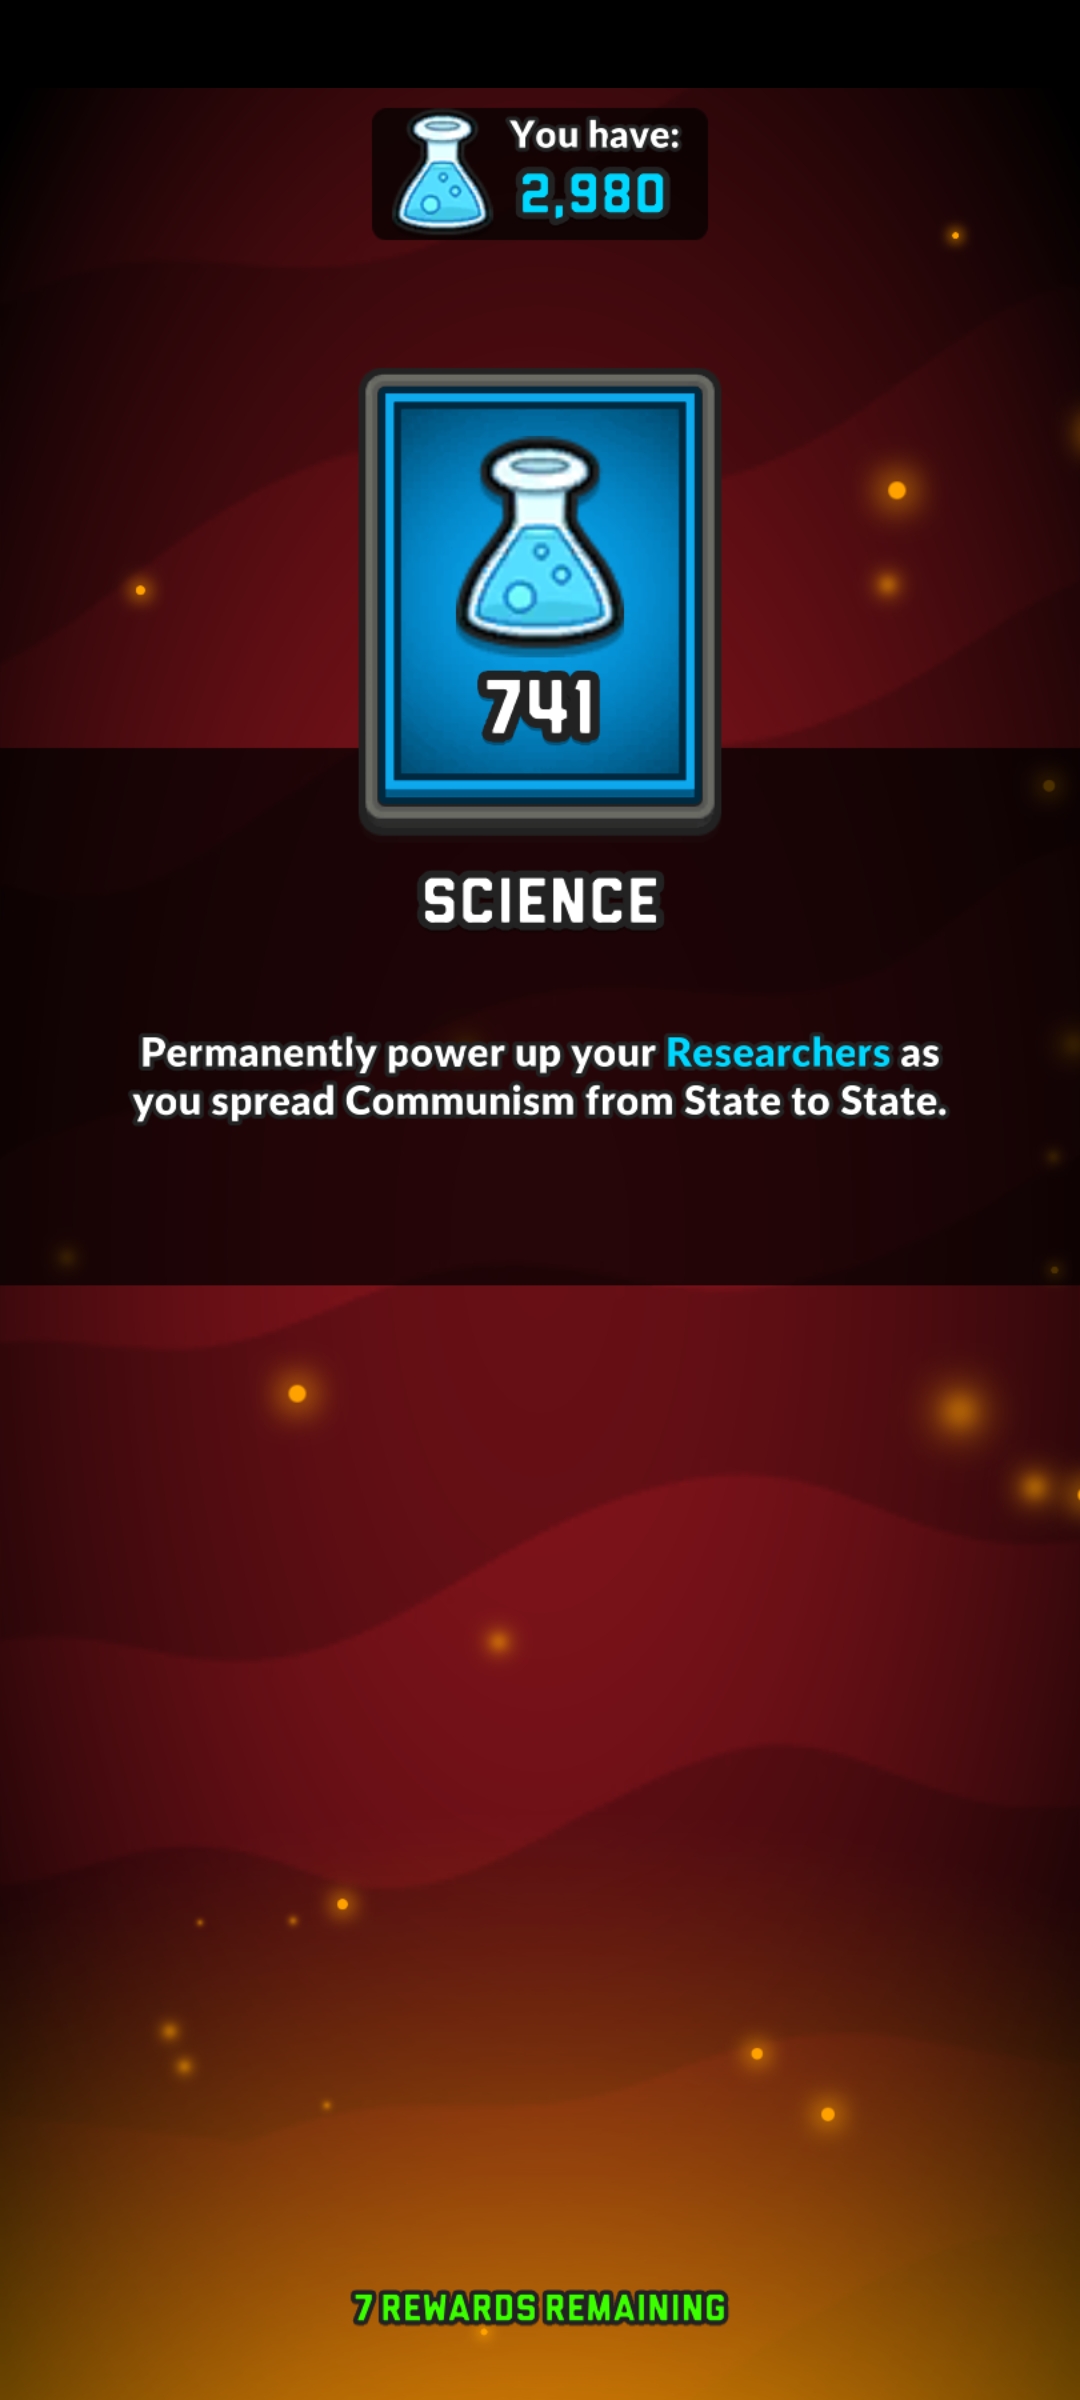 You have:
2,980
741
SCIENCE
Permanently power up your Researchers as
you spread Communism from State to State.
7 REWARDS REMAINING